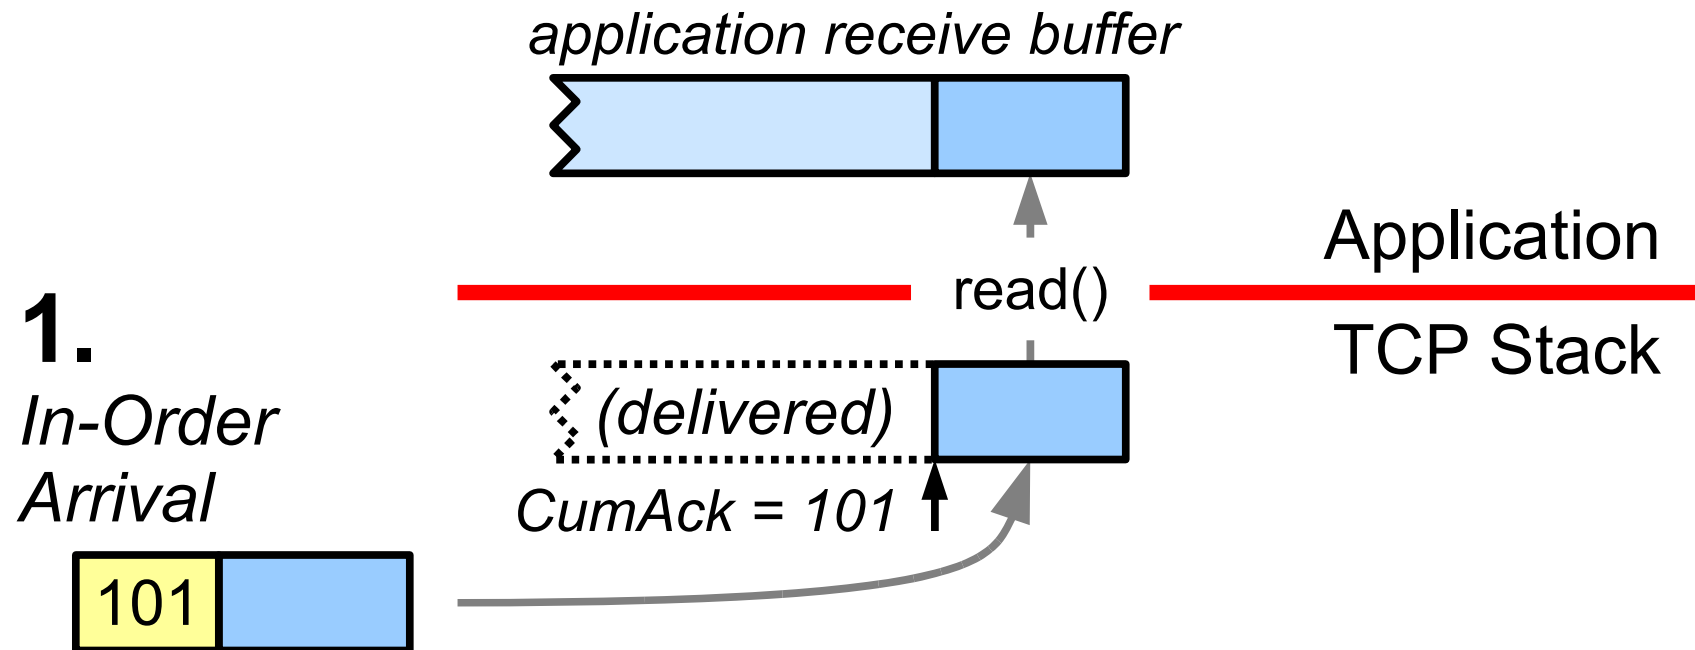 application receive buffer
Application
read()
1.
TCP Stack
In-Order
(delivered)
Arrival
CumAck = 101
101